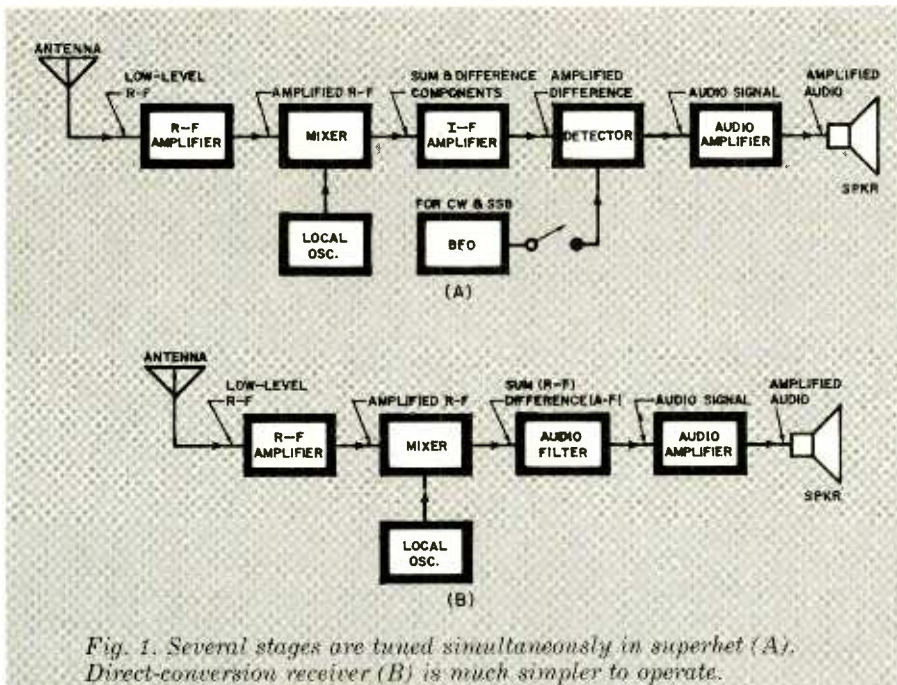 ANTENNA
LOW-LEVEL
R-F
R-F
AMPLIFIER
AMPLIFIED R-F
MIXER
LOCAL
OSC.
SUM & DIFFERENCE
COMPONENTS
I-F
AMPLIFIER
AMPLIFIED
DIFFERENCE
DETECTOR
FOR CW & SSB
BFO
AUDIO SIGNAL
AUDIO
AMPLIFIER
AMPLIFIED
AUDIO
SPKR
(A)
ANTENNA
LOW-LEVEL
R-F
R-F
AMPLIFIER
AMPLIFIED R-F
MIXER
LOCAL
OSC.
SUM (R-F)
DIFFERENCE (A-F)
AUDIO
FILTER
AUDIO SIGNAL
AUDIO
AMPLIFIER
AMPLIFIED
AUDIO
SPKR
(B)
Fig. 1. Several stages are tuned simultaneously in superhet (A).
Direct-conversion receiver (B) is much simpler to operate.